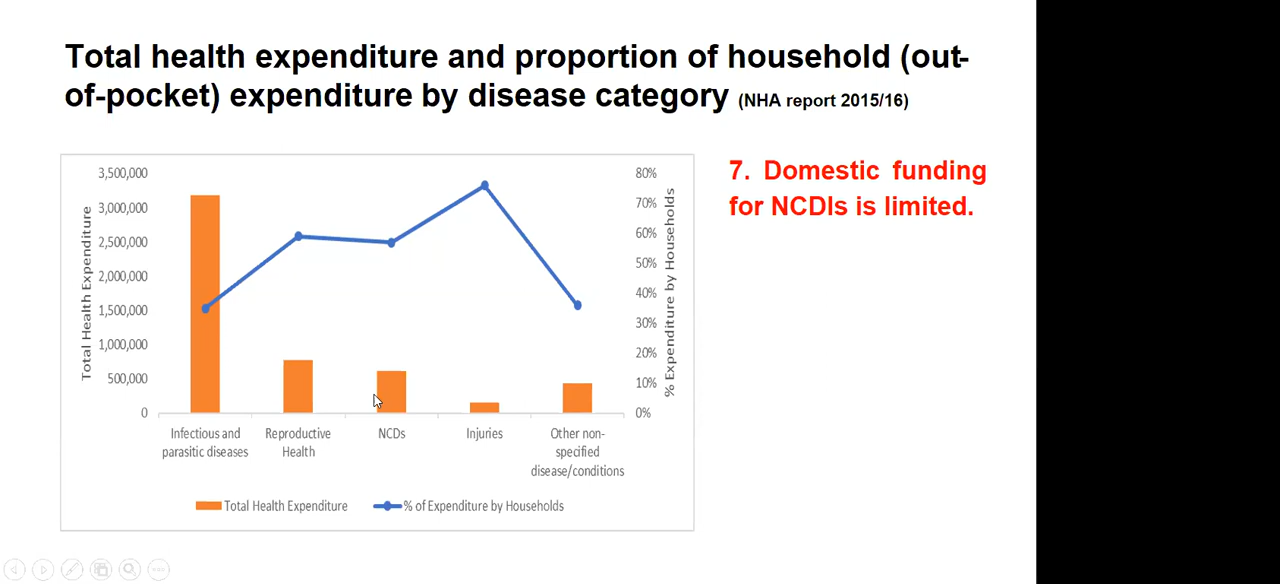 Total health expenditure and proportion of household (out-
of-pocket) expenditure by disease category (NHA report 2015/16)
7. Domestic funding
for NCDIs is limited.
Total Health Expenditure
3,500,000
3,000,000
2,500,000
2,000,000
1,500,000
1,000,000
500,000
0
80%
70%
60%
50%
40%
30%
20%
10%
0%
% Expenditure by Households
Infectious and
parasitic diseases
Reproductive
Health
NCDs
Injuries
Other non-
specified
disease/conditions
Total Health Expenditure
% of Expenditure by Households